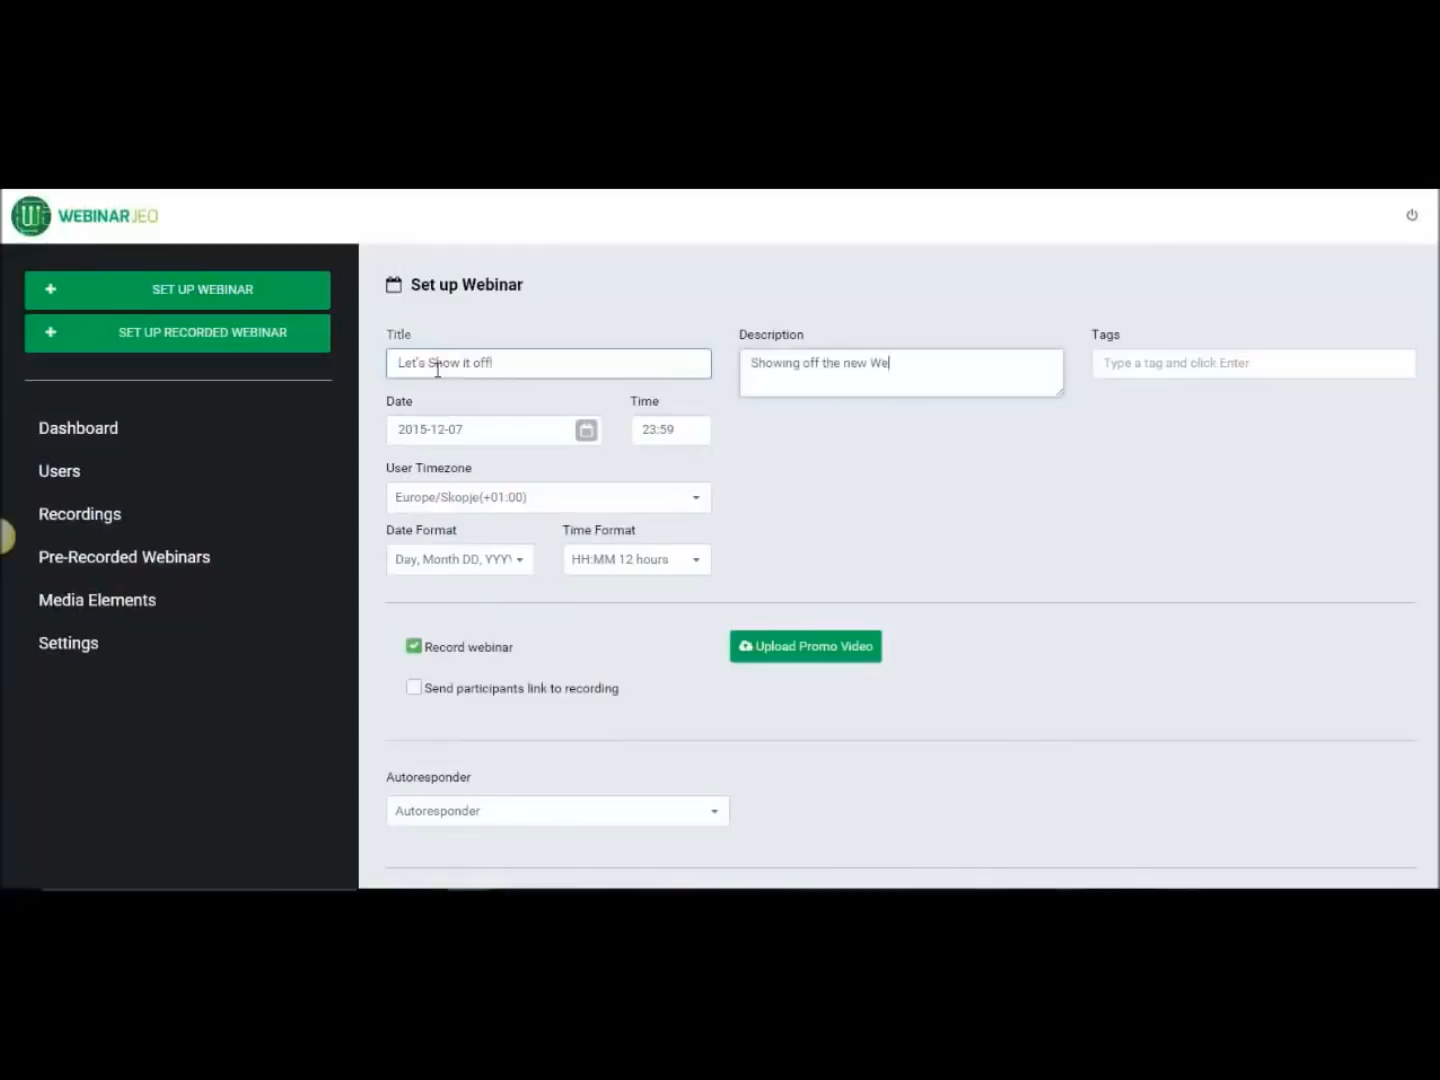 WEBINARJEO
SET UP WEBINAR
SET UP RECORDED WEBINAR
Dashboard
Users
Recordings
Pre-Recorded Webinars
Media Elements
Settings
Set up Webinar
Title
Let's Show it off!
Description
Showing off the new We
Tags
Type a tag and click Enter
Date
2015-12-07
Time
23:59
User Timezone
Europe/Skopje(+01:00)
Date Format
Day, Month DD, YYY
Time Format
HH:MM 12 hours
Record webinar
Upload Promo Video
Send participants link to recording
Autoresponder
Autoresponder